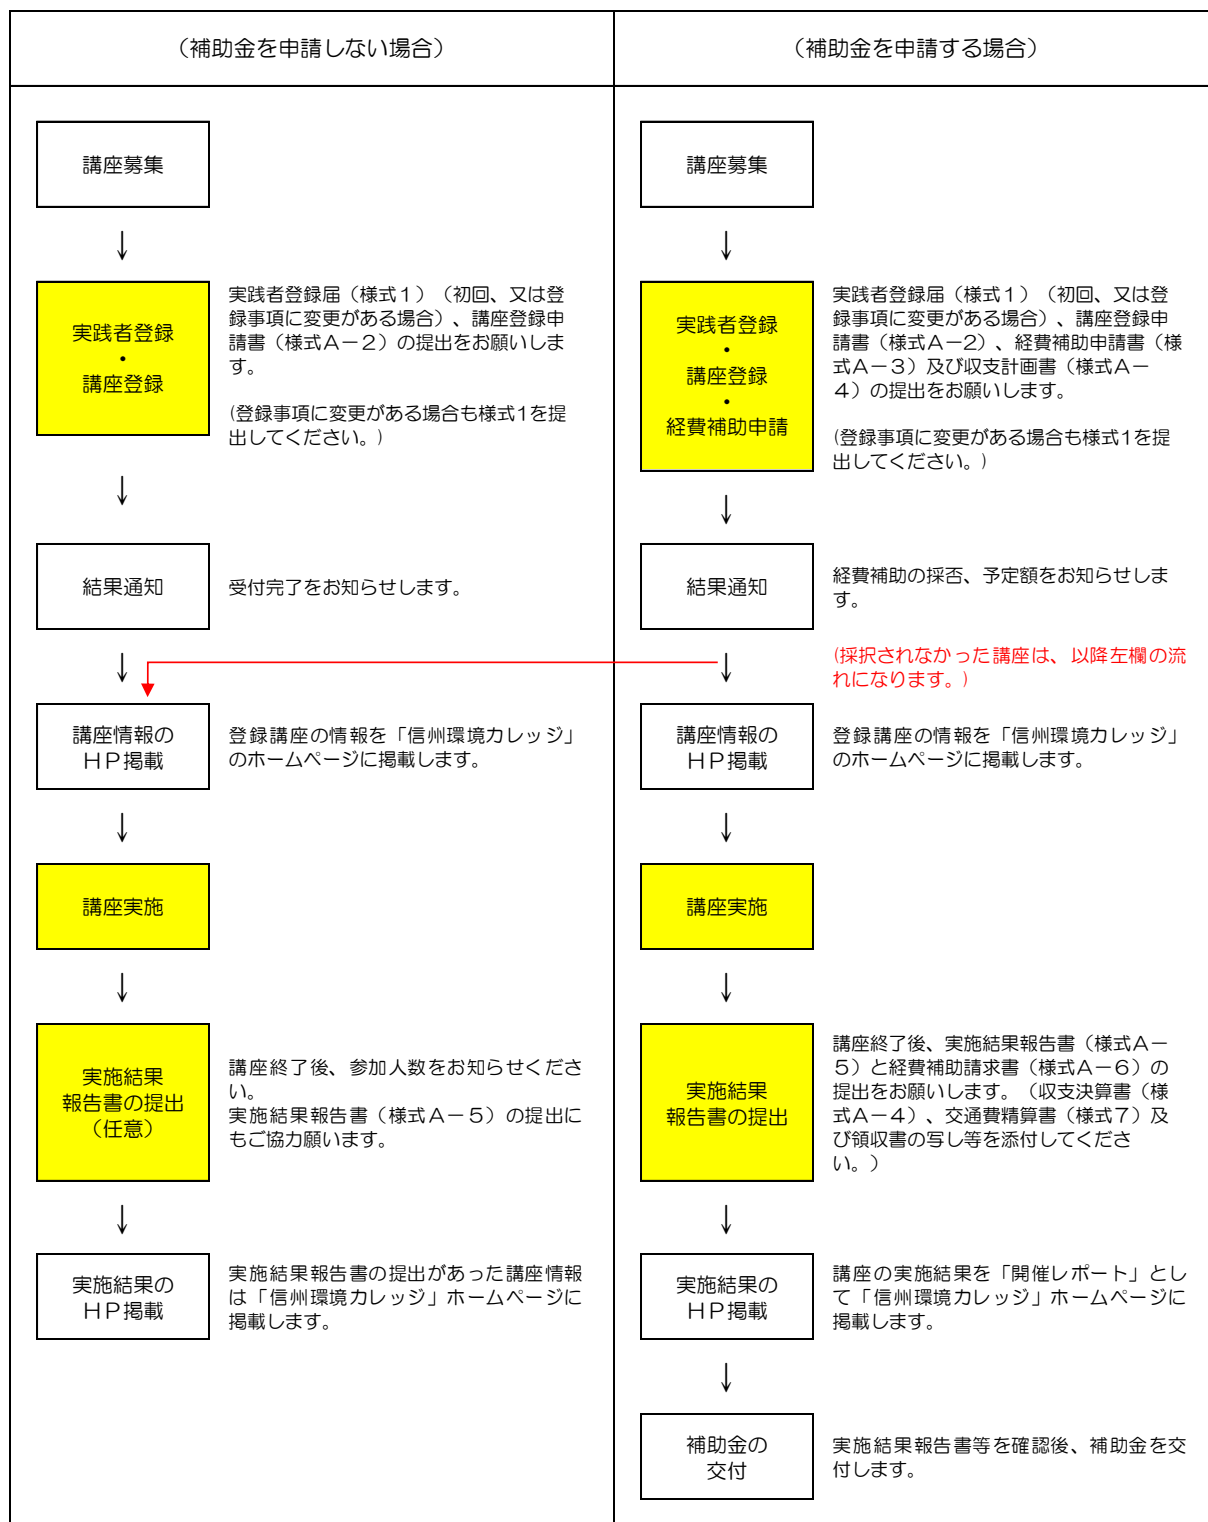 (補助金を申請しない場合)
(補助金を申請する場合)
講座募集
↓
実践者登録
・
講座登録
実践者登録届（様式１）（初回、又は登
録事項に変更がある場合）、講座登録申
請書（様式Ａ－２）の提出をお願いしま
す。
(登録事項に変更がある場合も様式1を提
出してください。)
↓
結果通知
受付完了をお知らせします。
↓
講座情報の
ＨＰ掲載
登録講座の情報を「信州環境カレッジ」
のホームページに掲載します。
↓
講座実施
↓
実施結果
報告書の提出
（任意）
講座終了後、参加人数をお知らせくださ
い。
実施結果報告書（様式Ａ－５）の提出に
もご協力願います。
↓
実施結果の
ＨＰ掲載
実施結果報告書の提出があった講座情報
は「信州環境カレッジ」ホームページに
掲載します。
講座募集
↓
実践者登録
・
講座登録
・
経費補助申請
実践者登録届（様式１）（初回、又は登
録事項に変更がある場合）、講座登録申
請書（様式Ａ－２）、経費補助申請書（様
式Ａ－３）及び収支計画書（様式Ａ－
４）の提出をお願いします。
(登録事項に変更がある場合も様式1を提
出してください。)
↓
結果通知
経費補助の採否、予定額をお知らせしま
す。
↓
(採択されなかった講座は、以降左欄の流
れになります。)
講座情報の
ＨＰ掲載
登録講座の情報を「信州環境カレッジ」
のホームページに掲載します。
↓
講座実施
↓
実施結果
報告書の提出
講座終了後、実施結果報告書（様式Ａ－
５）と経費補助請求書（様式Ａ－６）の
提出をお願いします。（収支決算書（様
式Ａ－４）、交通費精算書（様式７）及
び領収書の写し等を添付してくださ
い。）
↓
実施結果の
ＨＰ掲載
講座の実施結果を「開催レポート」とし
て「信州環境カレッジ」ホームページに
掲載します。
↓
補助金の
交付
実施結果報告書等を確認後、補助金を交
付します。